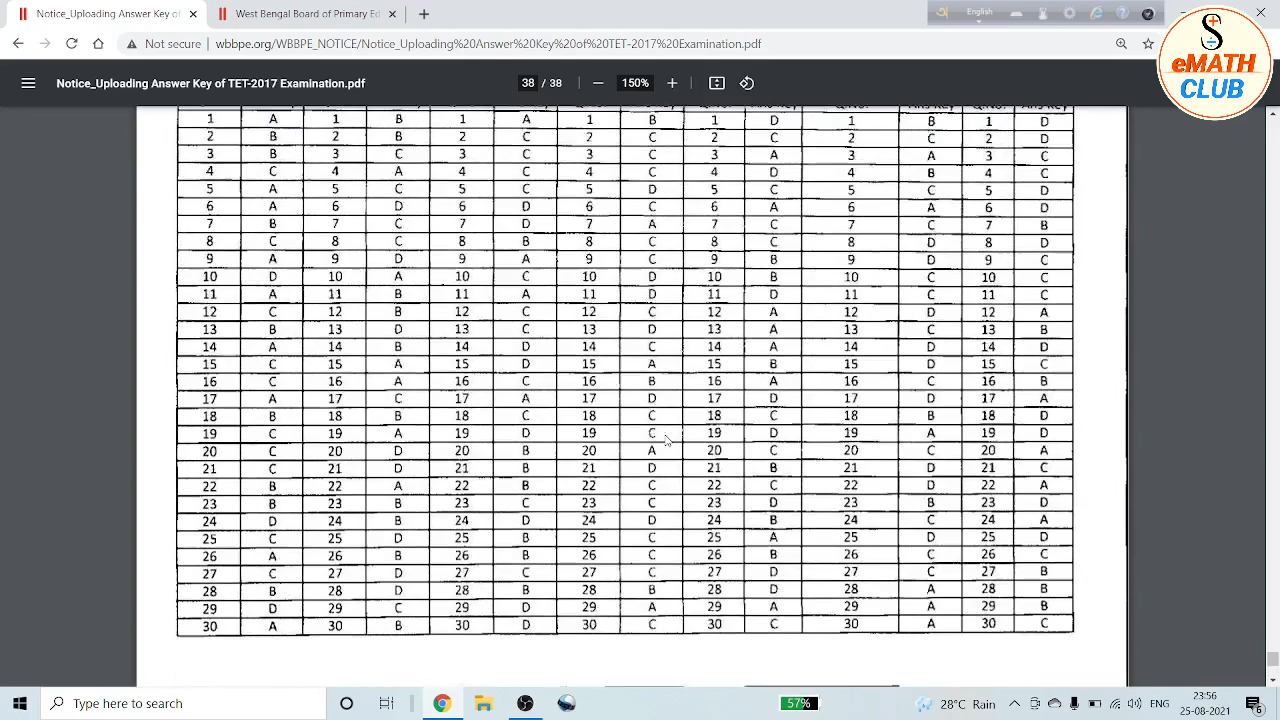 Uploading Answer Key of
West Bengal Board of Primary Ed
English
Not secure
wbbpe.org/WBBPE_NOTICE/Notice_Uploading%20Answer%20Key%20of%20TET-2017%20Examination.pdf
Notice_Uploading Answer Key of TET-2017 Examination.pdf
38 / 38
150%
eMATH
CLUB
1 A 1 B 1 A 1 B 1 D 1 B 1 D
2 B 2 B 2 C 2 C 2 C 2 C 2 D
3 B 3 C 3 C 3 C 3 A 3 A 3 C
4 C 4 A 4 C 4 C 4 D 4 B 4 C
5 A 5 C 5 C 5 D 5 C 5 C 5 D
6 A 6 D 6 D 6 C 6 A 6 A 6 D
7 B 7 C 7 D 7 A 7 C 7 C 7 B
8 C 8 C 8 B 8 C 8 C 8 D 8 D
9 A 9 D 9 A 9 C 9 B 9 D 9 C
10 D 10 A 10 C 10 D 10 B 10 C 10 C
11 A 11 B 11 A 11 D 11 D 11 C 11 C
12 C 12 B 12 C 12 C 12 A 12 D 12 A
13 B 13 D 13 C 13 D 13 A 13 C 13 B
14 A 14 B 14 D 14 C 14 A 14 D 14 D
15 C 15 A 15 D 15 A 15 B 15 D 15 C
16 C 16 A 16 C 16 B 16 A 16 C 16 B
17 A 17 C 17 A 17 D 17 D 17 D 17 A
18 B 18 B 18 C 18 C 18 C 18 B 18 D
19 C 19 A 19 D 19 C 19 D 19 A 19 D
20 C 20 D 20 B 20 A 20 C 20 C 20 A
21 C 21 D 21 B 21 D 21 B 21 D 21 C
22 B 22 A 22 B 22 C 22 C 22 D 22 A
23 B 23 B 23 C 23 C 23 D 23 B 23 D
24 D 24 B 24 D 24 D 24 B 24 C 24 A
25 C 25 D 25 B 25 C 25 A 25 D 25 D
26 A 26 B 26 B 26 C 26 B 26 C 26 C
27 C 27 D 27 C 27 C 27 D 27 C 27 B
28 B 28 D 28 B 28 B 28 D 28 A 28 B
29 D 29 C 29 D 29 A 29 A 29 A 29 B
30 A 30 B 30 D 30 C 30 C 30 A 30 C
Type here to search
57%
28°C Rain
ENG
23:56
25-08-2021
6